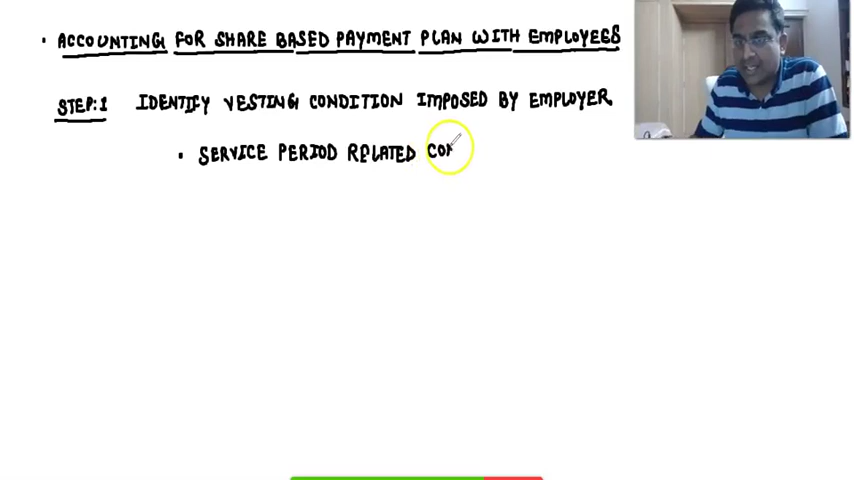 • ACCOUNTING FOR SHARE BASED PAYMENT PLAN WITH EMPLOYEES
STEP:1 IDENTIFY VESTING CONDITION IMPOSED BY EMPLOYER
• SERVICE PERIOD RELATED CON